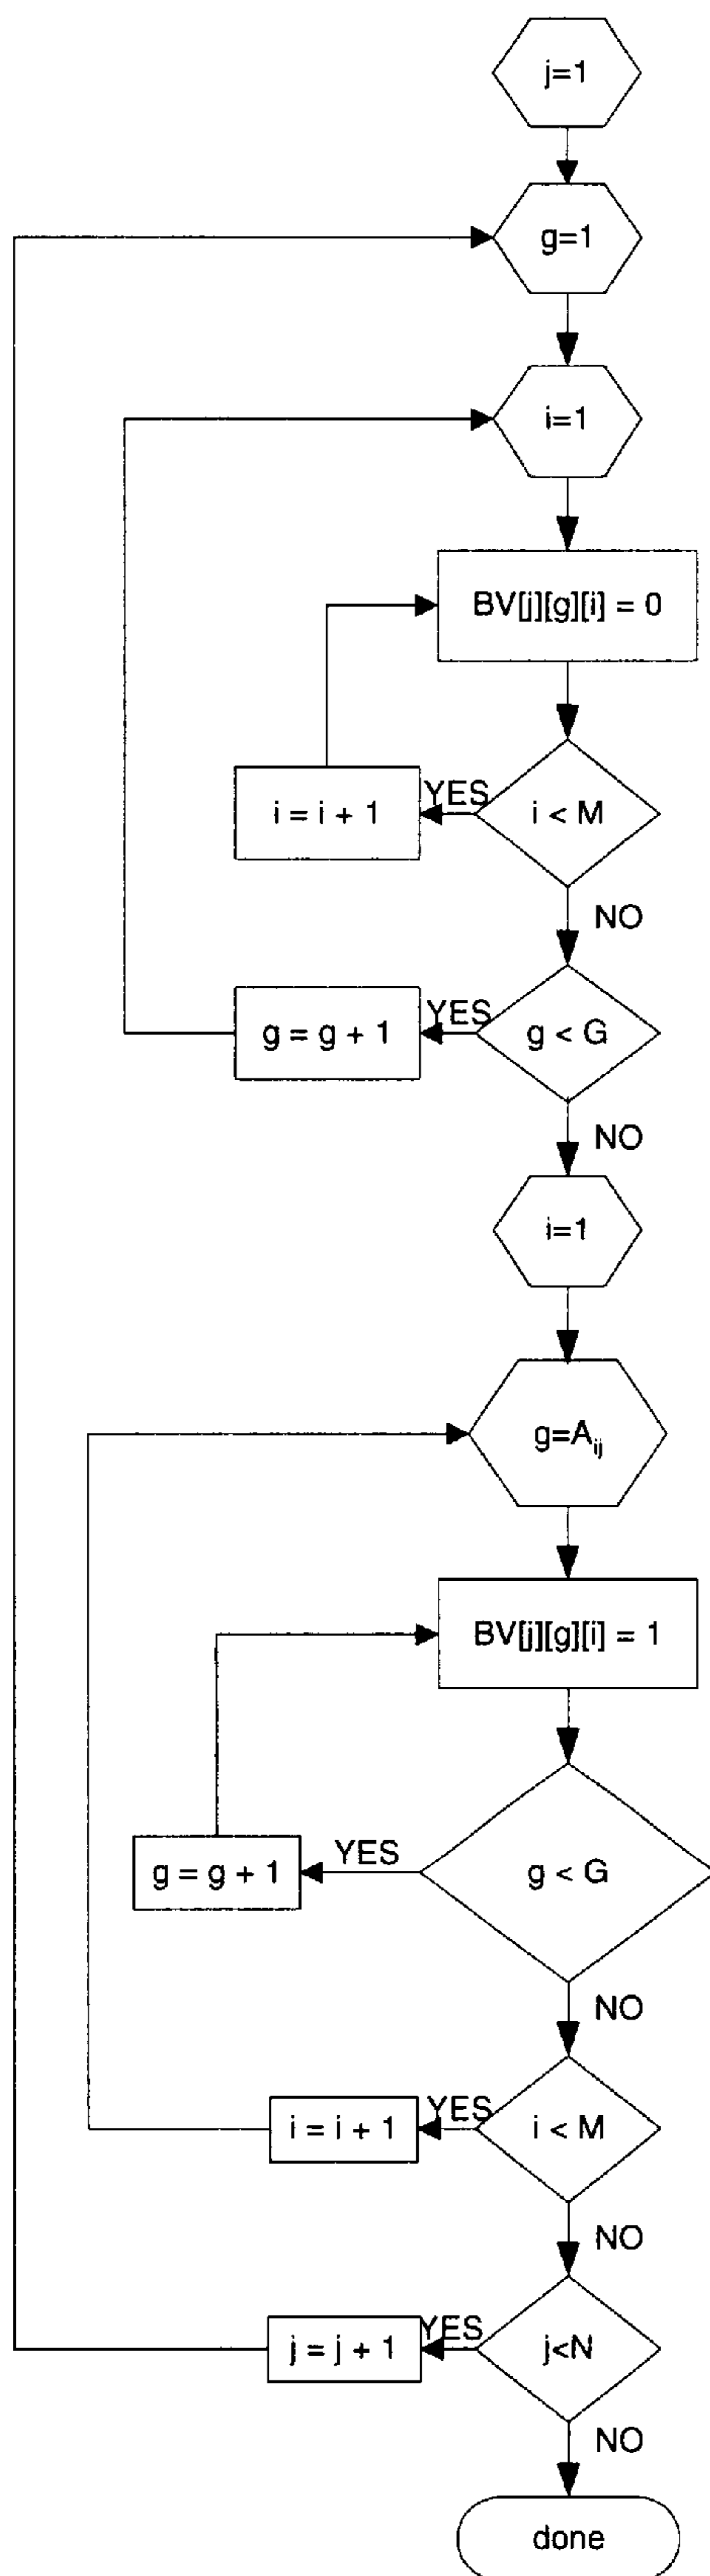 j=1
g=1
i=1
BV[j][g][i] = 0
YES
i = i + 1
i < M
NO
YES
g = g + 1
g < G
NO
i=1
g=Aij
BV[j][g][i] = 1
YES
g = g + 1
g < G
NO
YES
i = i + 1
i < M
NO
YES
j = j + 1
j<N
NO
done